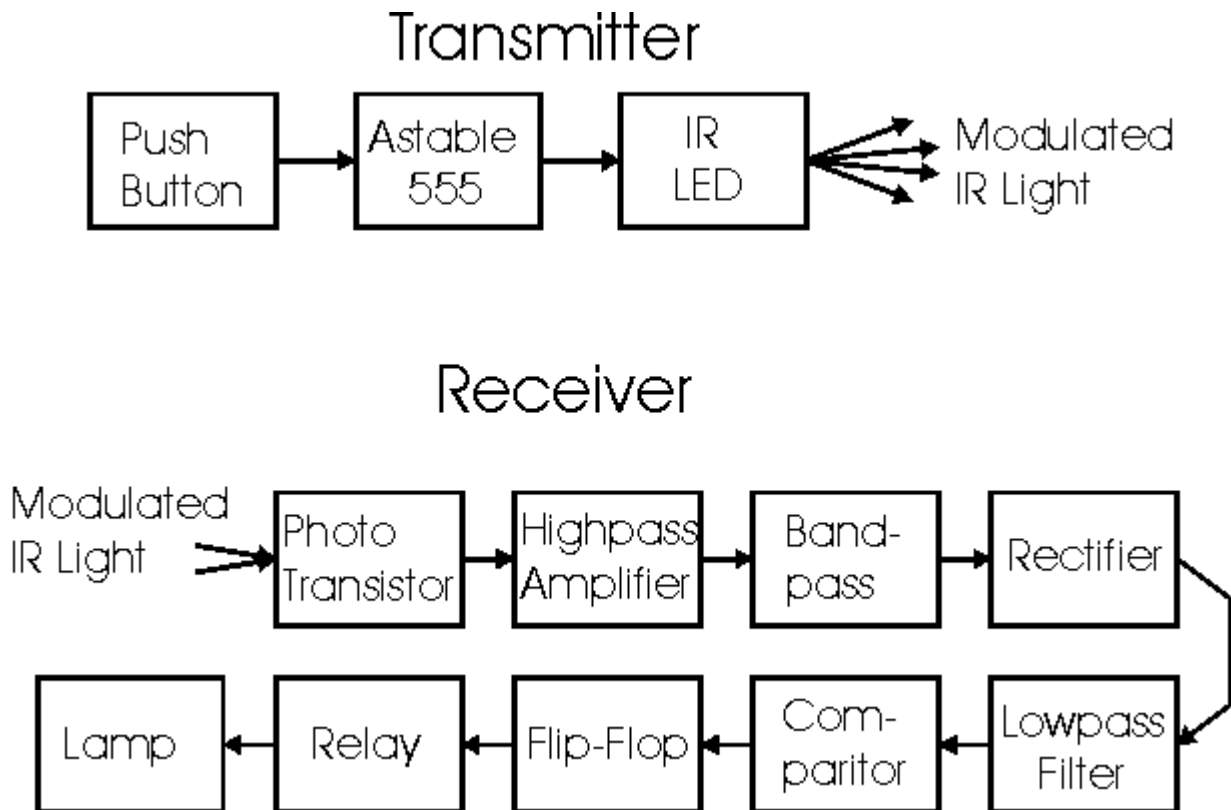 Transmitter
Push
Button
Astable
555
IR
LED
Modulated
IR Light
Receiver
Modulated
IR Light
Photo
Transistor
Highpass
Amplifier
Band-
pass
Rectifier
Lowpass
Filter
Com-
paritor
Flip-Flop
Relay
Lamp